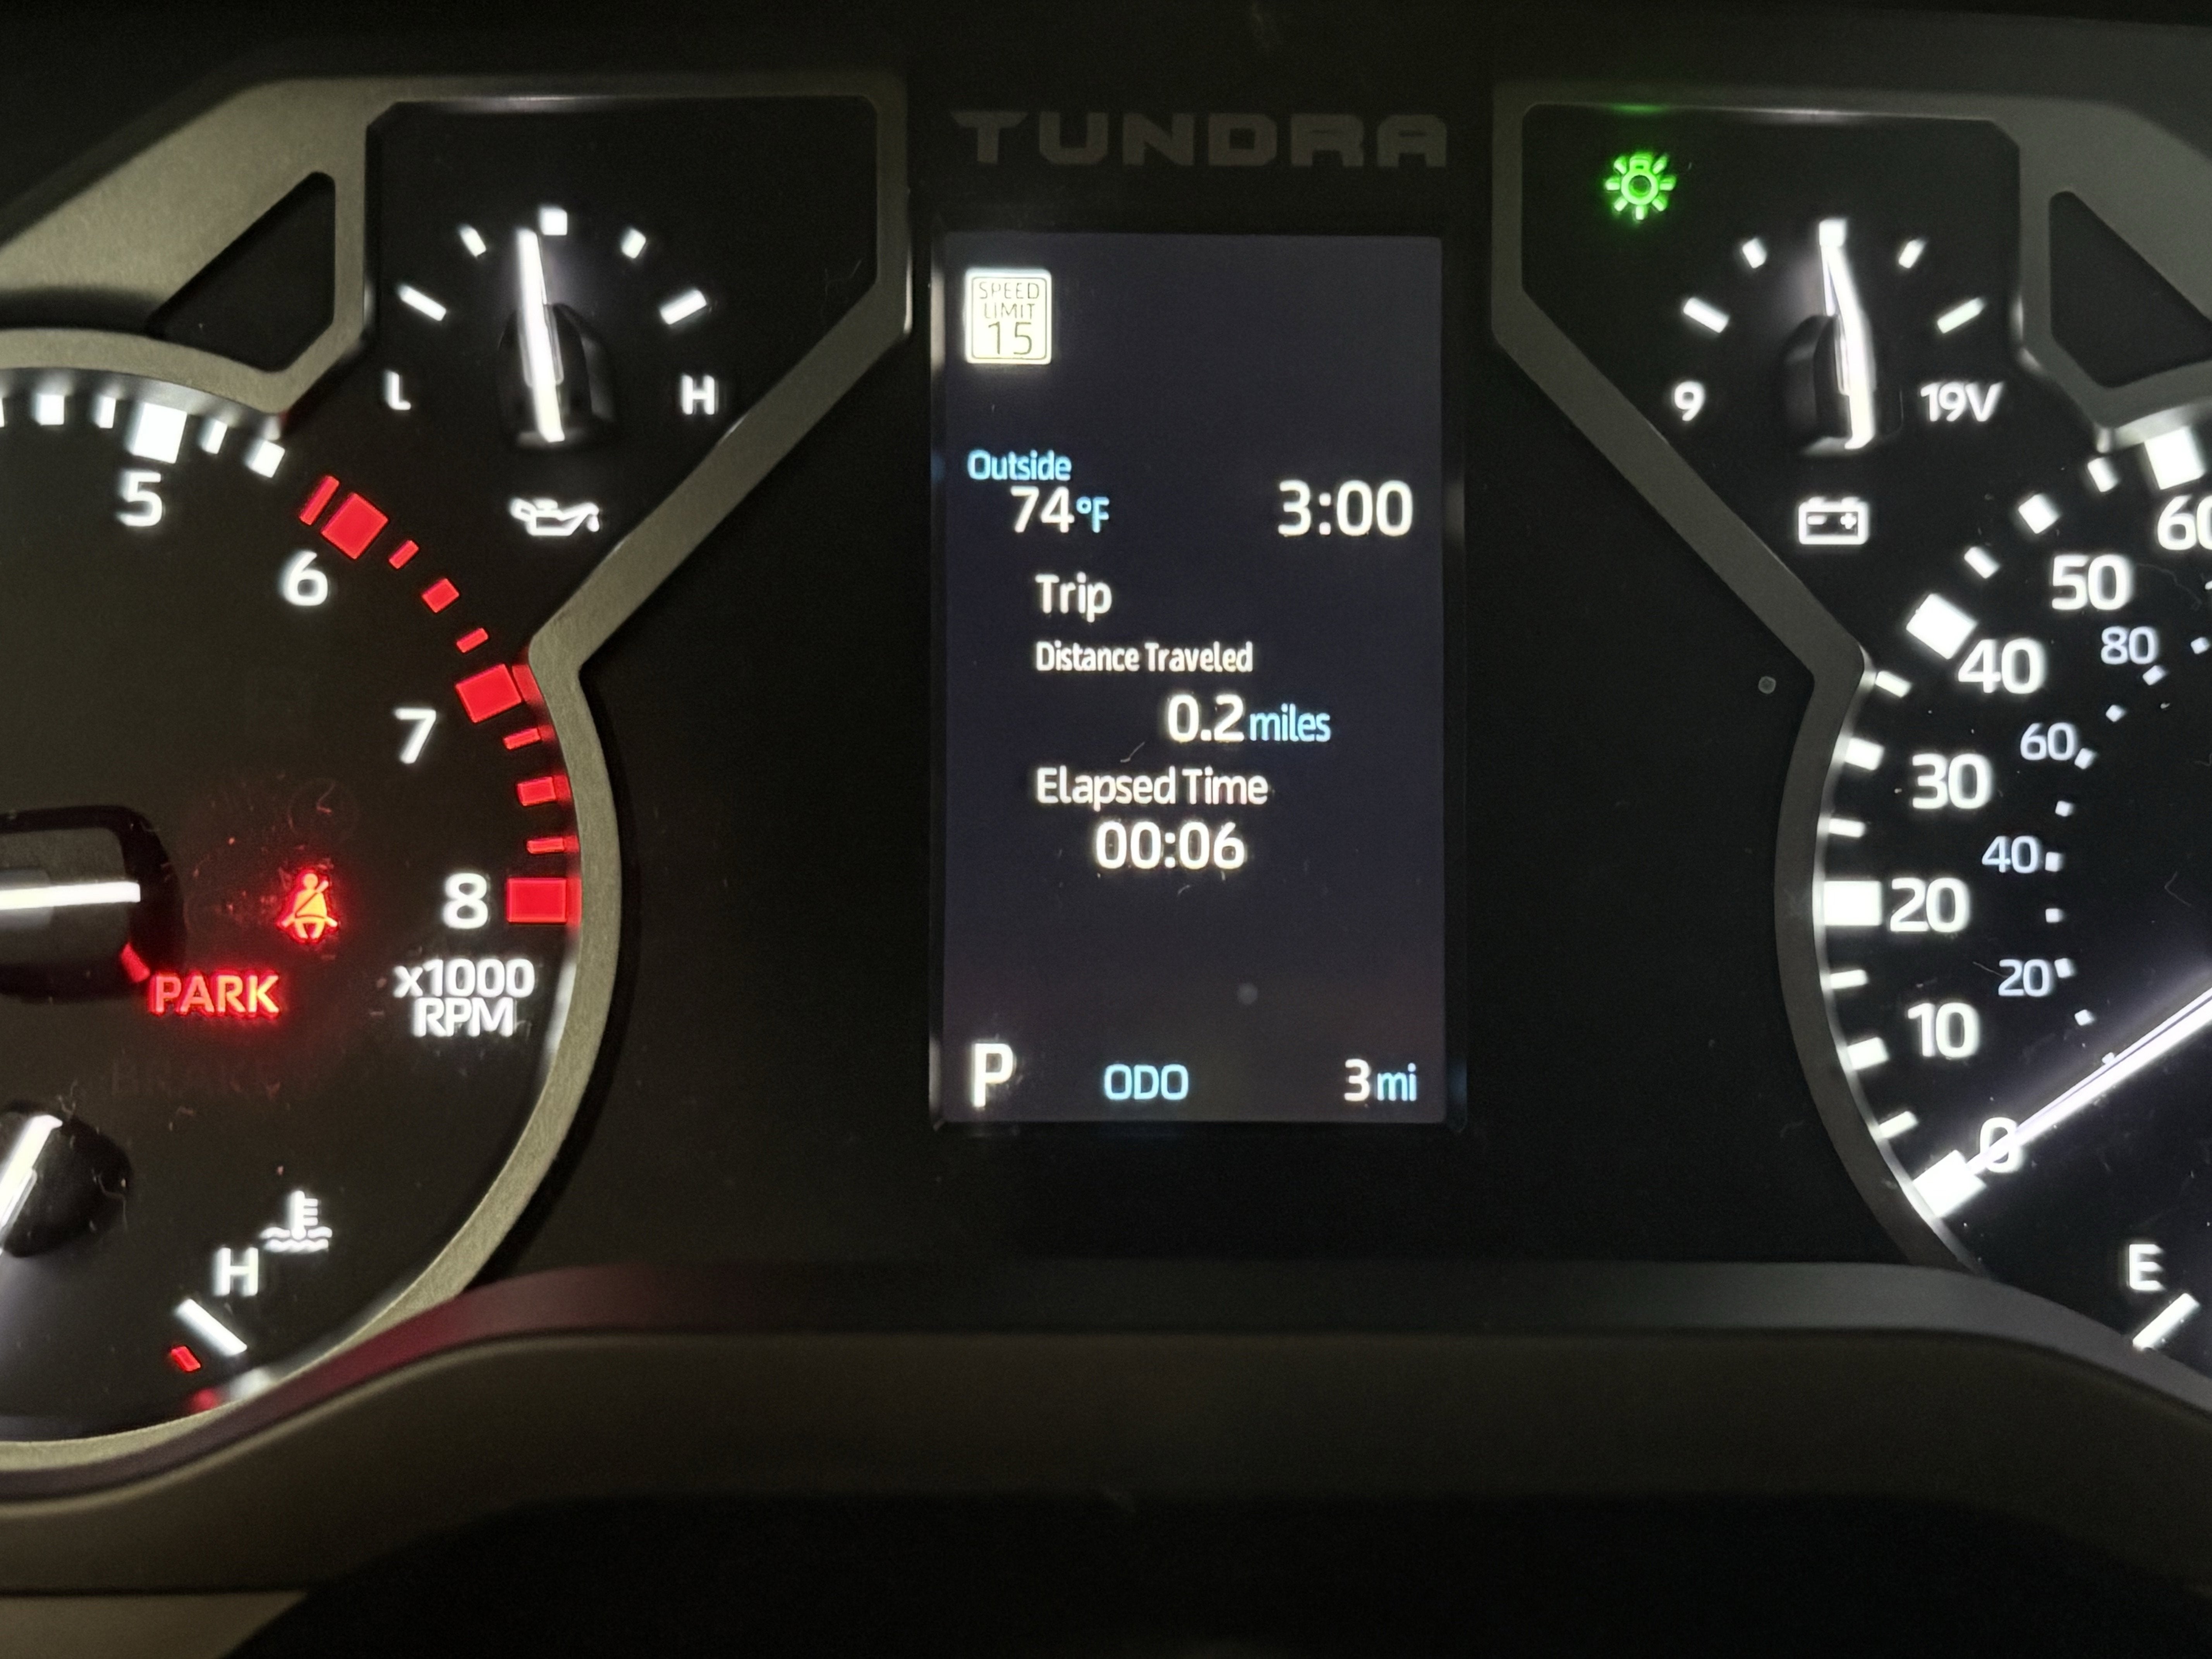 TUNDRA
SPEED
LIMIT
15
Outside
74°F
3:00
Trip
Distance Traveled
0.2 miles
Elapsed Time
00:06
P
ODO
3 mi
L
H
5
6
7
8
x1000
RPM
PARK
H
9
19V
60
50
40
30
20
10
0
80
60
40
20
E